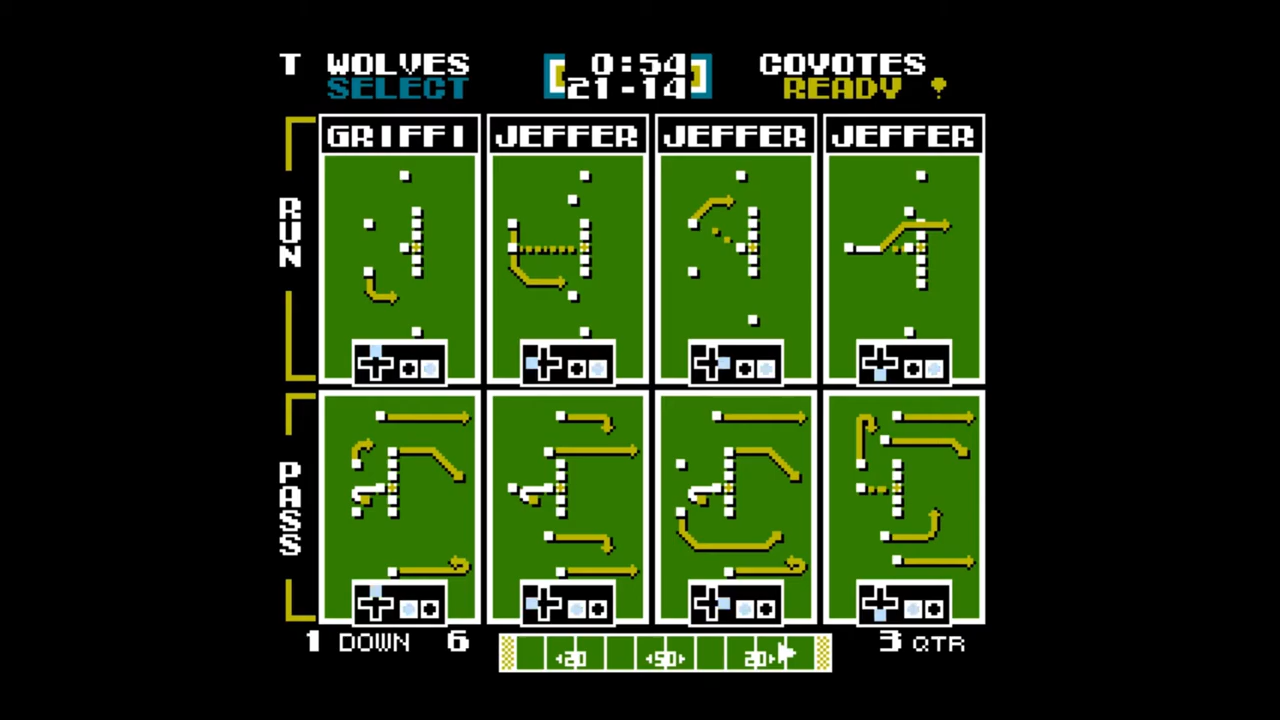 T WOLVES 0:54 COYOTES
SELECT 21-14 READY
GRIFFI JEFFER JEFFER JEFFER
RUN
PASS
1 DOWN 6 20 50 20 3 QTR